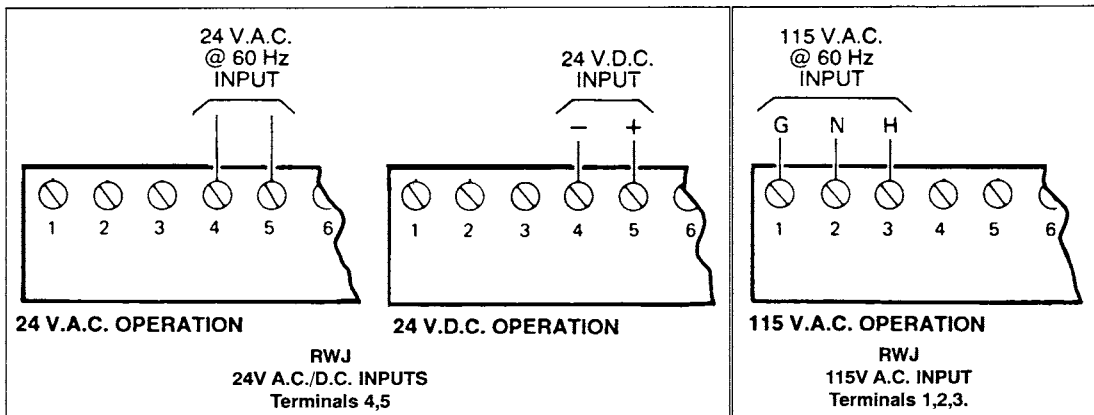 24 V.A.C.
@ 60 Hz
INPUT
1 2 3 4 5 6
24 V.A.C. OPERATION
24 V.D.C.
INPUT
− +
1 2 3 4 5 6
24 V.D.C. OPERATION
RWJ
24V A.C./D.C. INPUTS
Terminals 4,5
115 V.A.C.
@ 60 Hz
INPUT
G N H
1 2 3 4 5 6
115 V.A.C. OPERATION
RWJ
115V A.C. INPUT
Terminals 1,2,3.